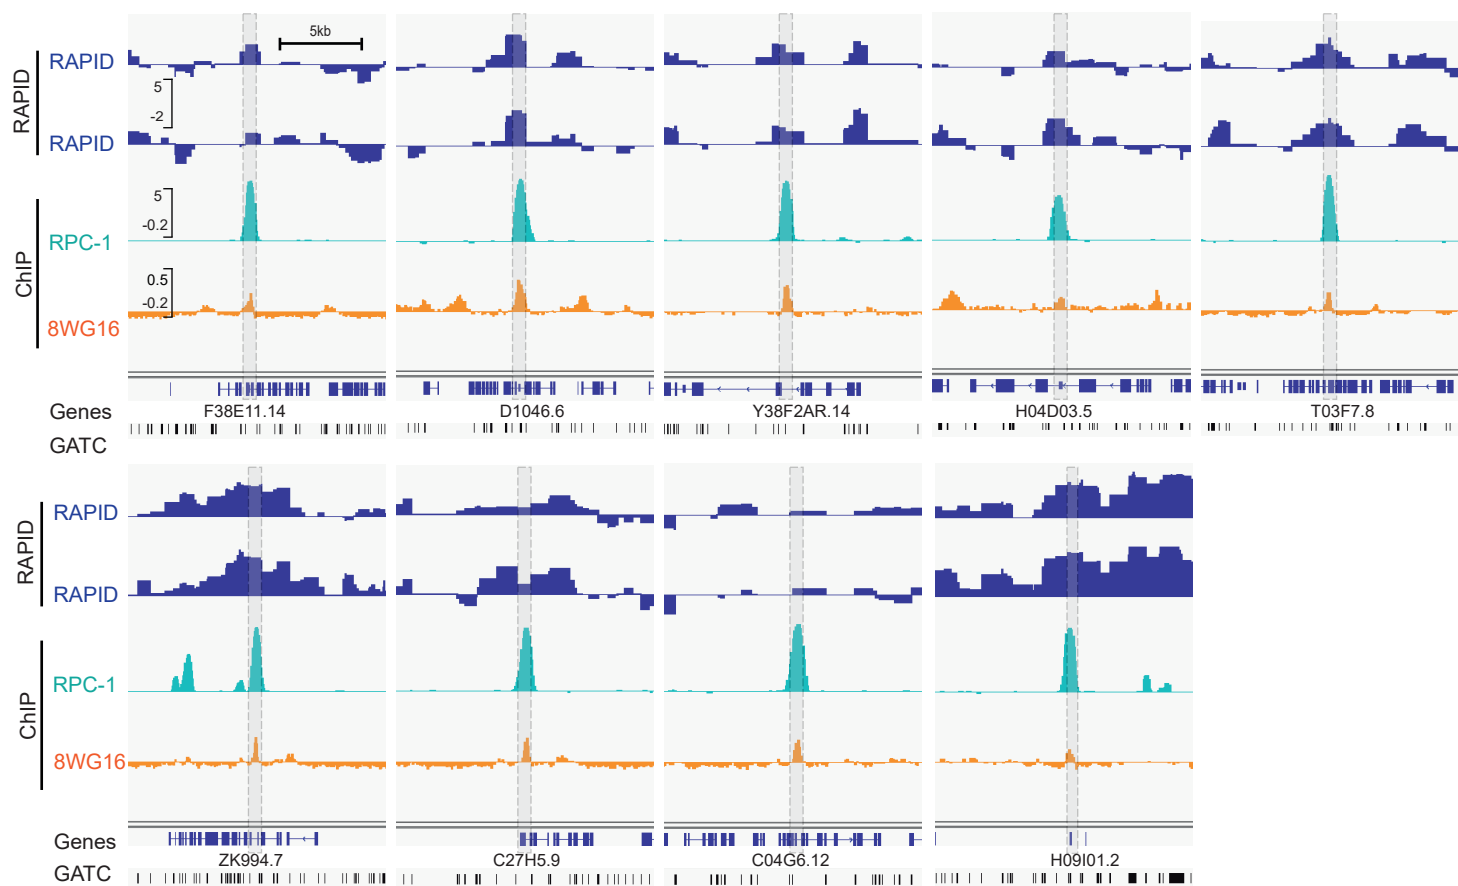 5kb
RAPID
RAPID
5
-2
RAPID
ChIP
5
-0.2
RPC-1
0.5
-0.2
8WG16
Genes
F38E11.14
D1046.6
Y38F2AR.14
H04D03.5
T03F7.8
GATC
RAPID
RAPID
RAPID
ChIP
RPC-1
8WG16
Genes
ZK994.7
C27H5.9
C04G6.12
H09I01.2
GATC